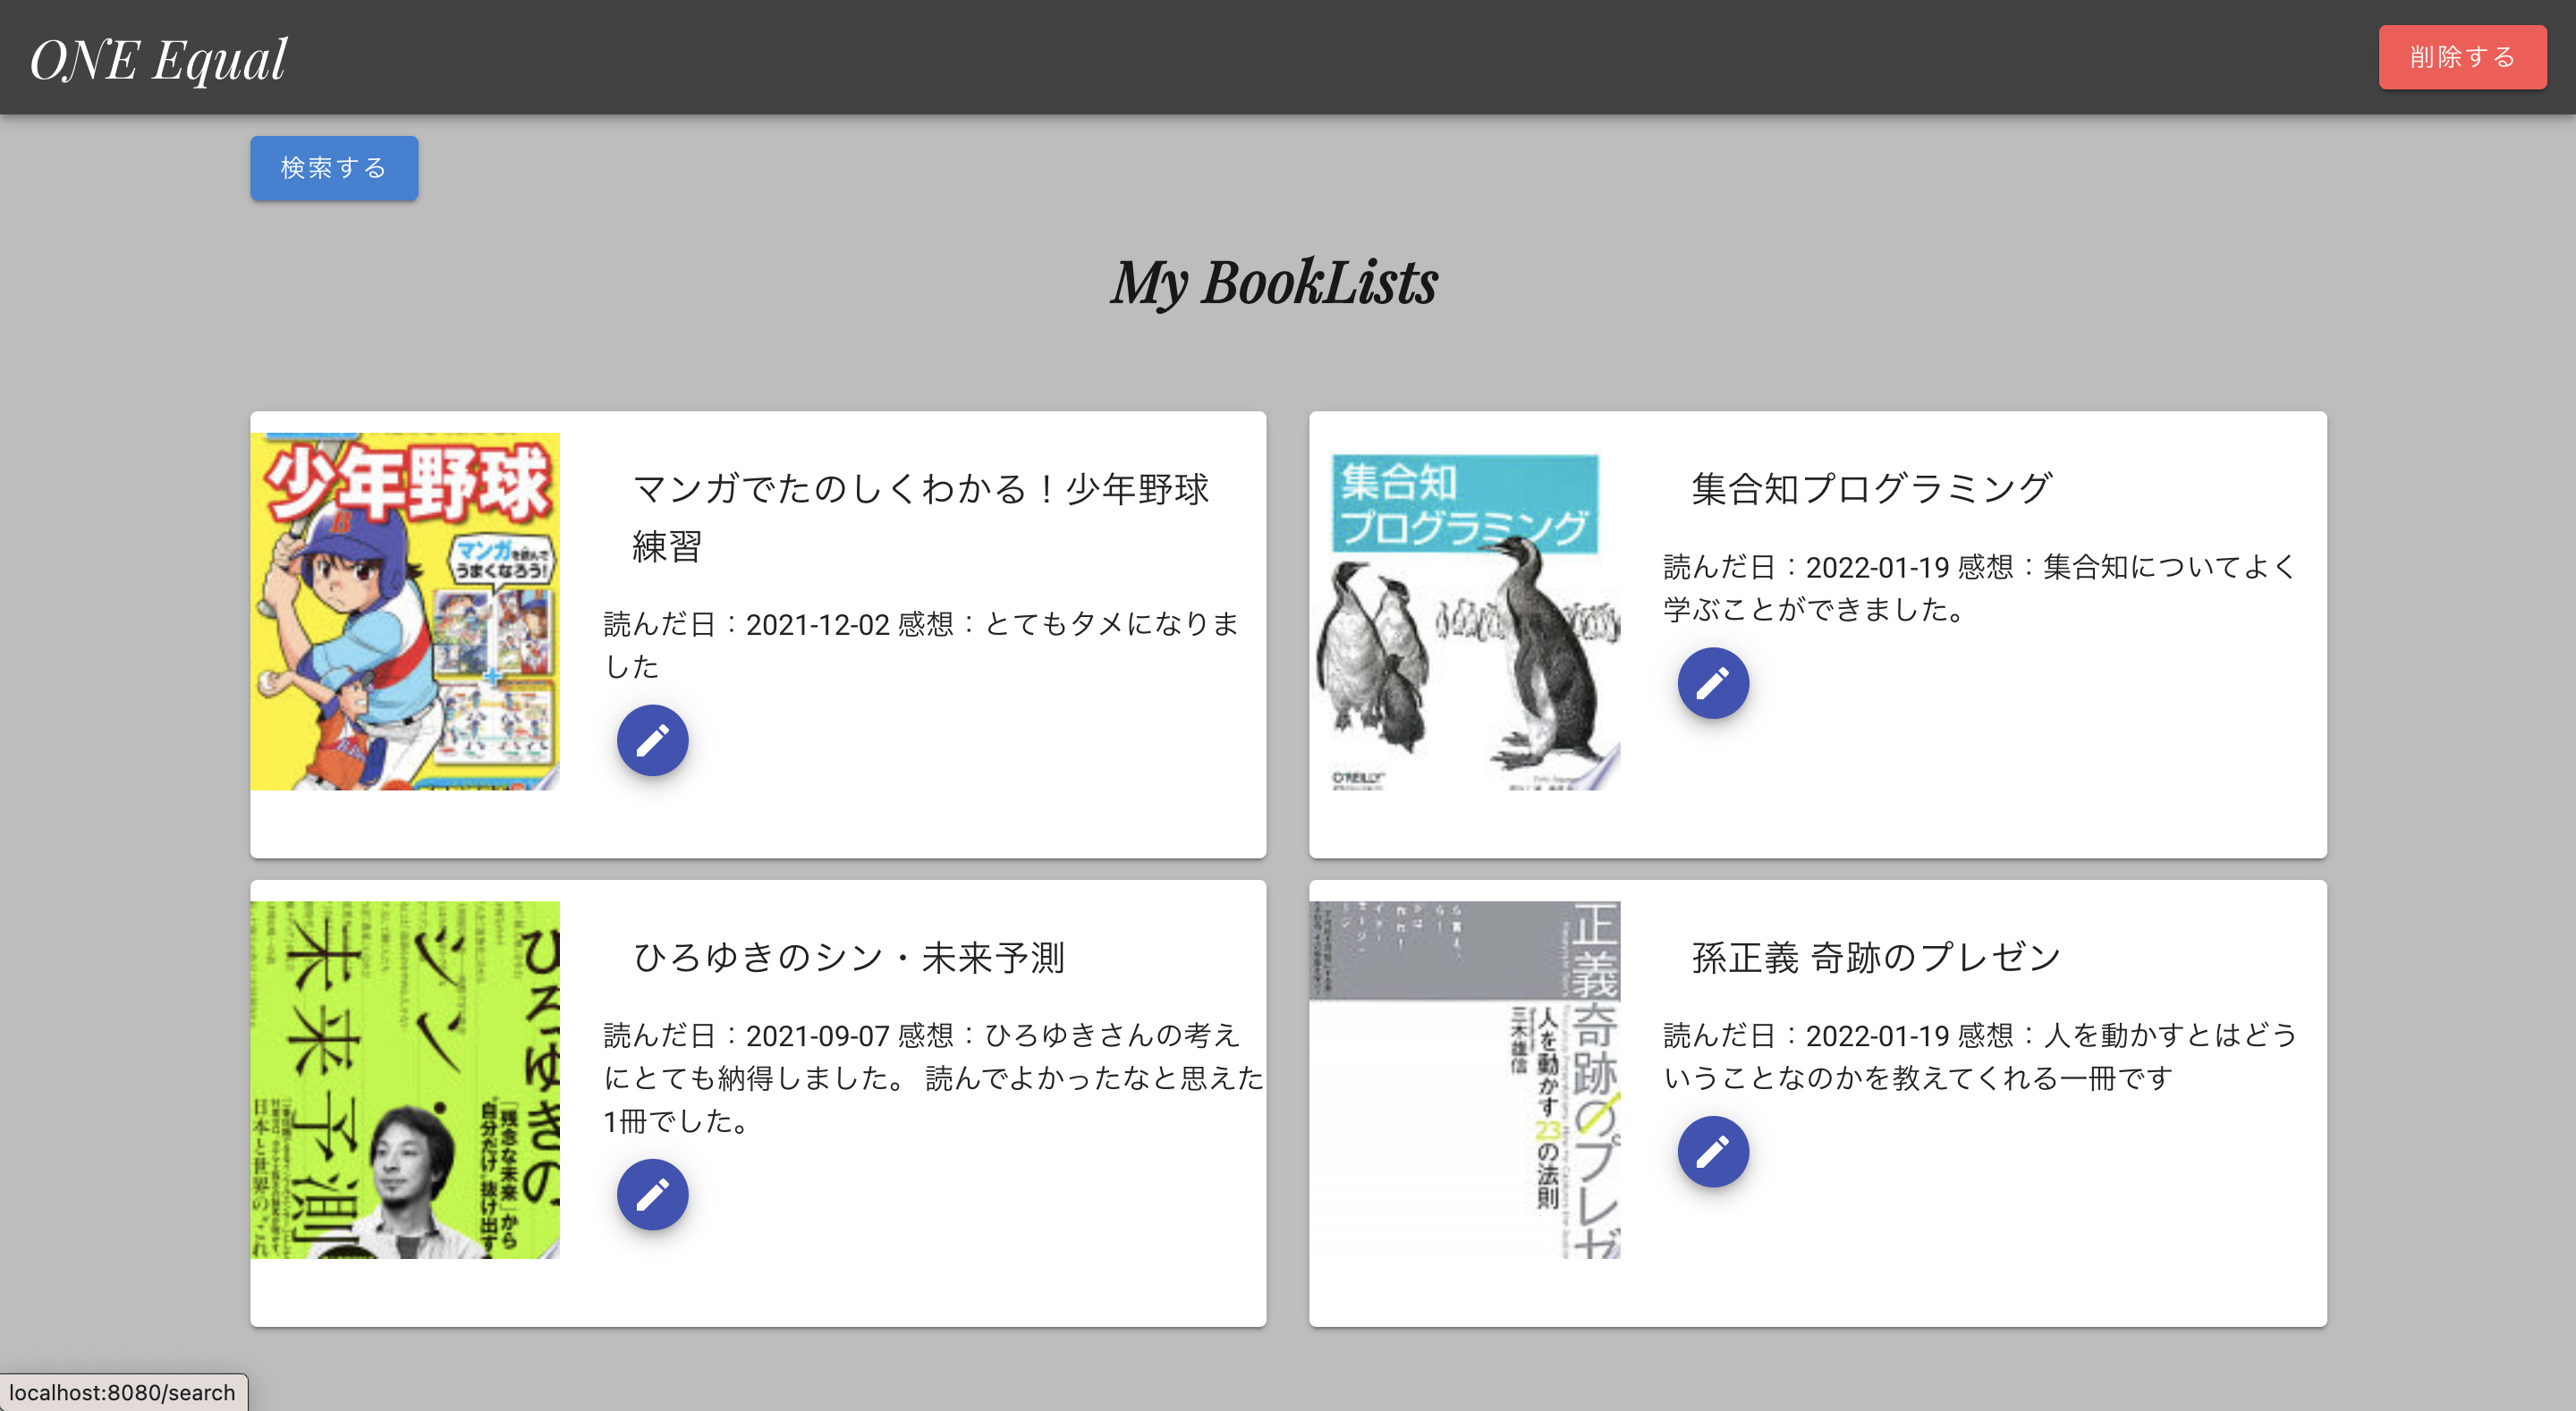 ONE Equal
削除する
検索する
My BookLists
少年野球
マンガを読んで
うまくなろう!
マンガでたのしくわかる！少年野球
練習
読んだ日：2021-12-02 感想：とてもタメになりま
した
集合知
プログラミング
O'REILLY
集合知プログラミング
読んだ日：2022-01-19 感想：集合知についてよく
学ぶことができました。
ひろゆきの
シン・
未来予測
「残念な未来」から
自分だけ抜け出す
ひろゆきのシン・未来予測
読んだ日：2021-09-07 感想：ひろゆきさんの考え
にとても納得しました。 読んでよかったなと思えた
1冊でした。
正義奇跡のプレゼ
人を動かす23の法則
三木雄信
孫正義 奇跡のプレゼン
読んだ日：2022-01-19 感想：人を動かすとはどう
いうことなのかを教えてくれる一冊です
localhost:8080/search